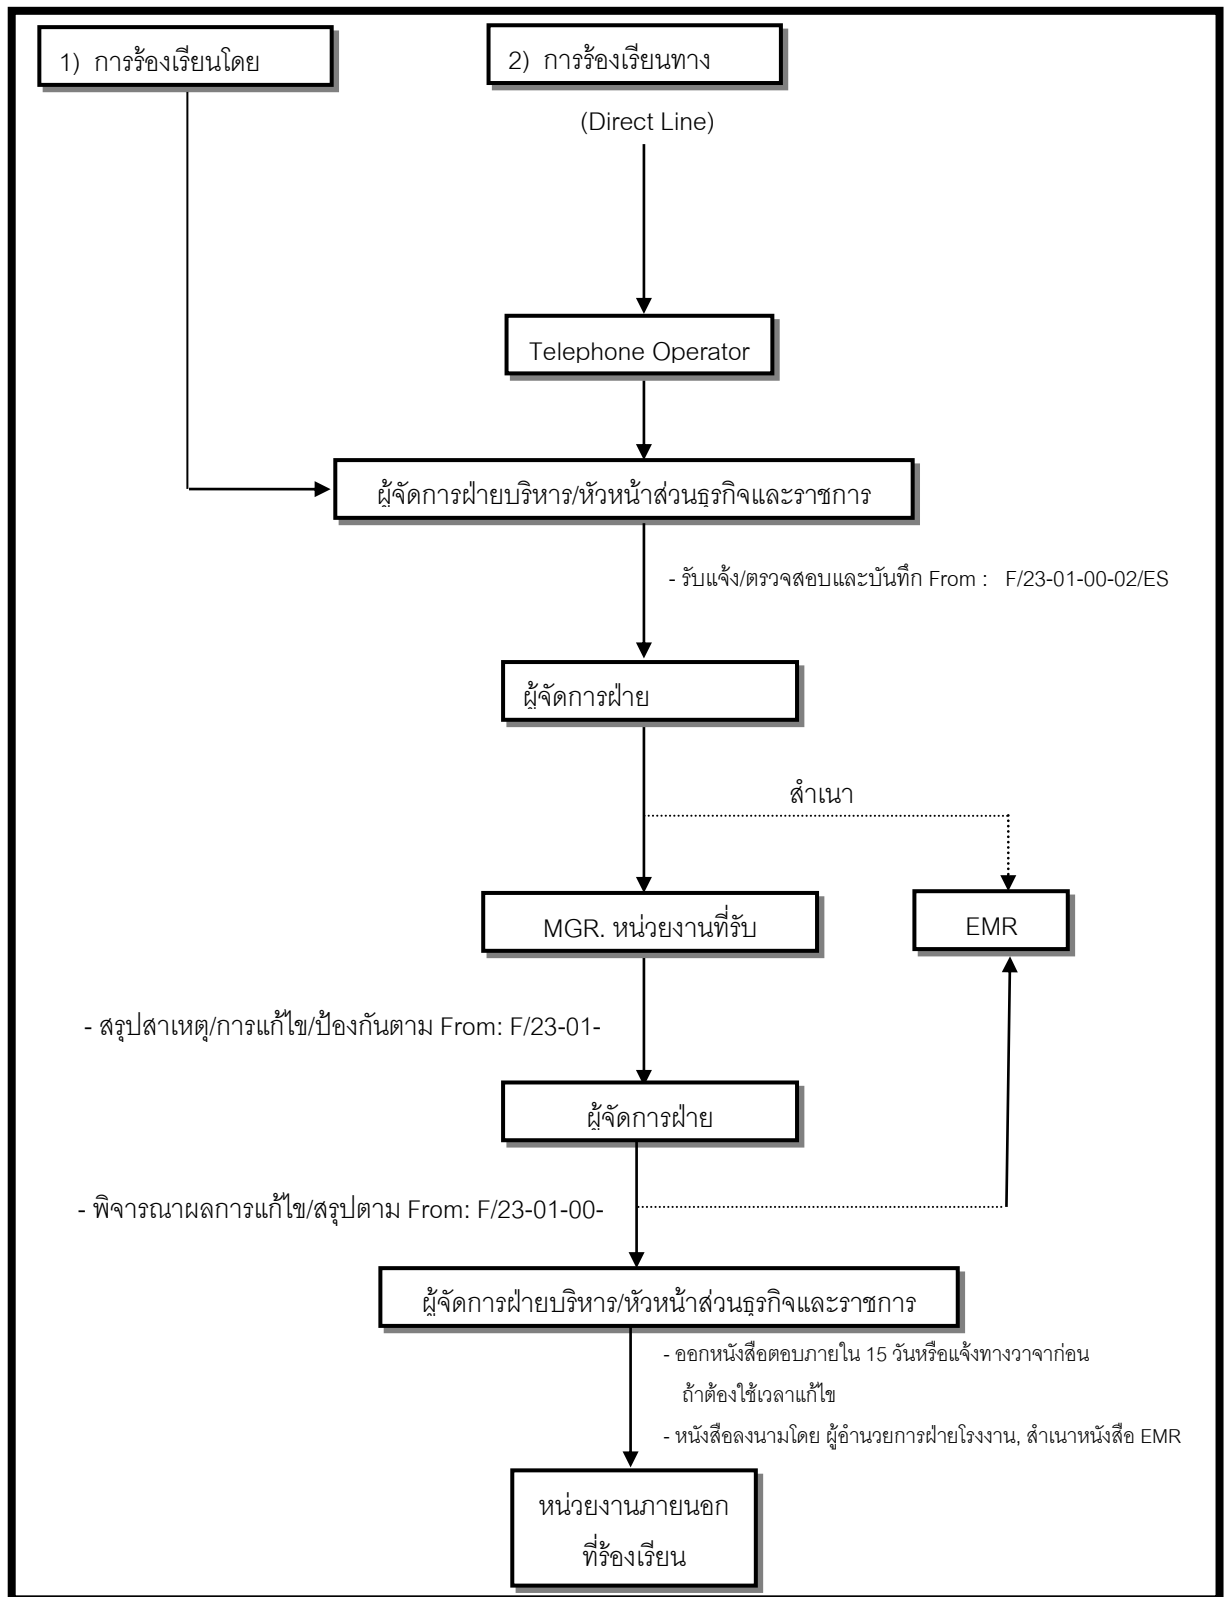 1) การร้องเรียนโดย
2) การร้องเรียนทาง
(Direct Line)
Telephone Operator
ผู้จัดการฝ่ายบริหาร/หัวหน้าส่วนธุรกิจและราชการ
- รับแจ้ง/ตรวจสอบและบันทึก From : F/23-01-00-02/ES
ผู้จัดการฝ่าย
สำเนา
MGR. หน่วยงานที่รับ
EMR
- สรุปสาเหตุ/การแก้ไข/ป้องกันตาม From: F/23-01-
ผู้จัดการฝ่าย
- พิจารณาผลการแก้ไข/สรุปตาม From: F/23-01-00-
ผู้จัดการฝ่ายบริหาร/หัวหน้าส่วนธุรกิจและราชการ
- ออกหนังสือตอบภายใน 15 วันหรือแจ้งทางวาจาก่อน
ถ้าต้องใช้เวลาแก้ไข
- หนังสือลงนามโดย ผู้อำนวยการฝ่ายโรงงาน, สำเนาหนังสือ EMR
หน่วยงานภายนอก
ที่ร้องเรียน